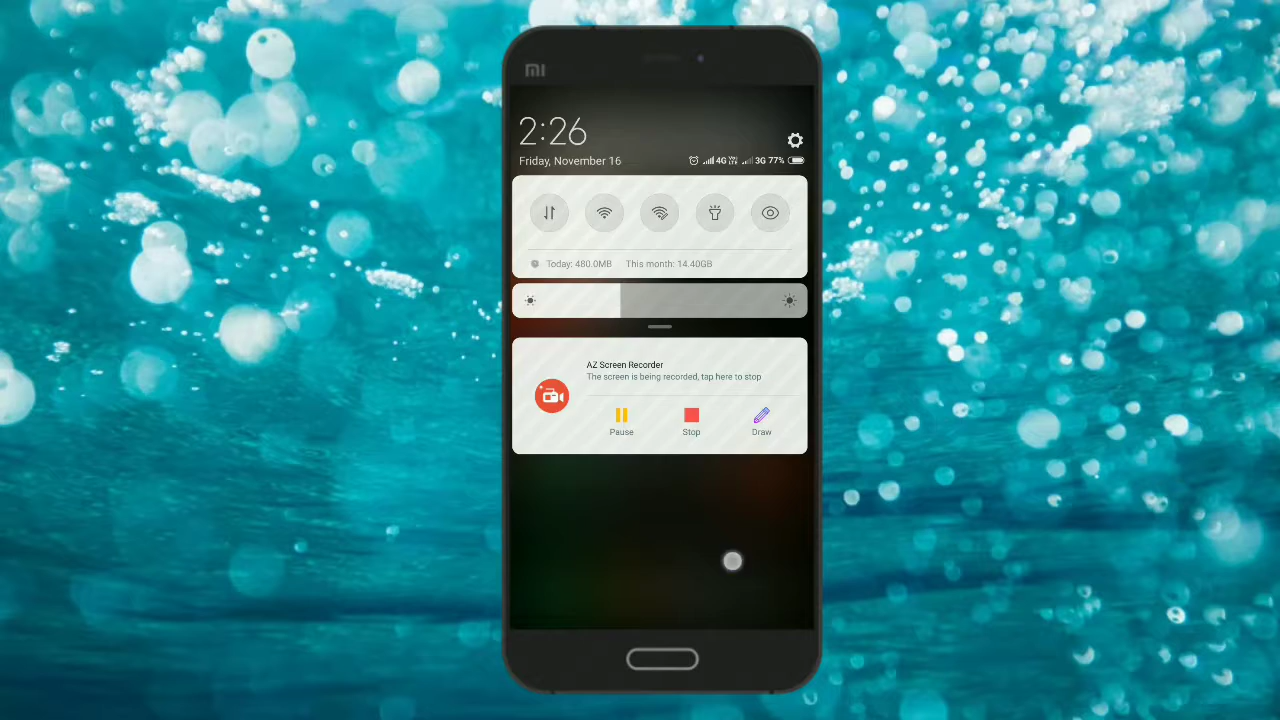 mi
2:26
Friday, November 16
4G 3G 77%
Today: 480.0MB This month: 14.40GB
AZ Screen Recorder
The screen is being recorded, tap here to stop
Pause Stop Draw